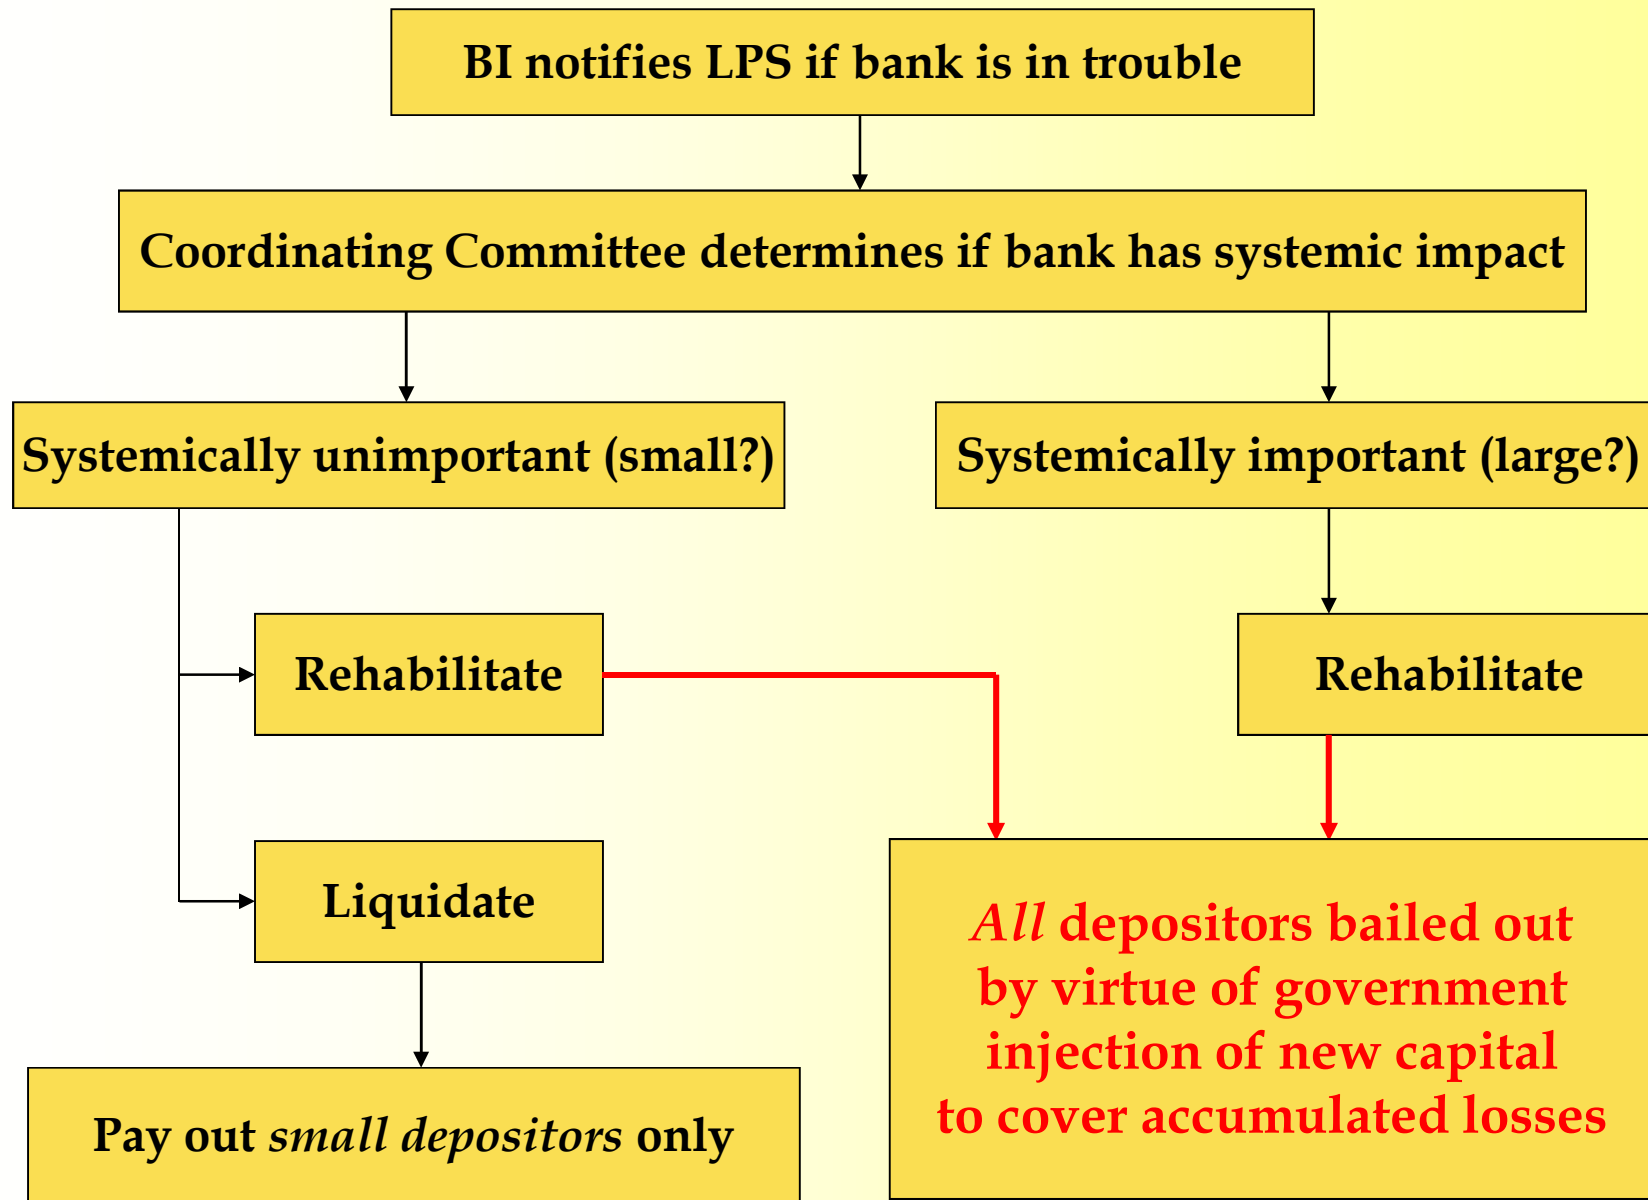 BI notifies LPS if bank is in trouble
Coordinating Committee determines if bank has systemic impact
Systemically unimportant (small?)
Systemically important (large?)
Rehabilitate
Rehabilitate
Liquidate
All depositors bailed out
by virtue of government
injection of new capital
to cover accumulated losses
Pay out small depositors only